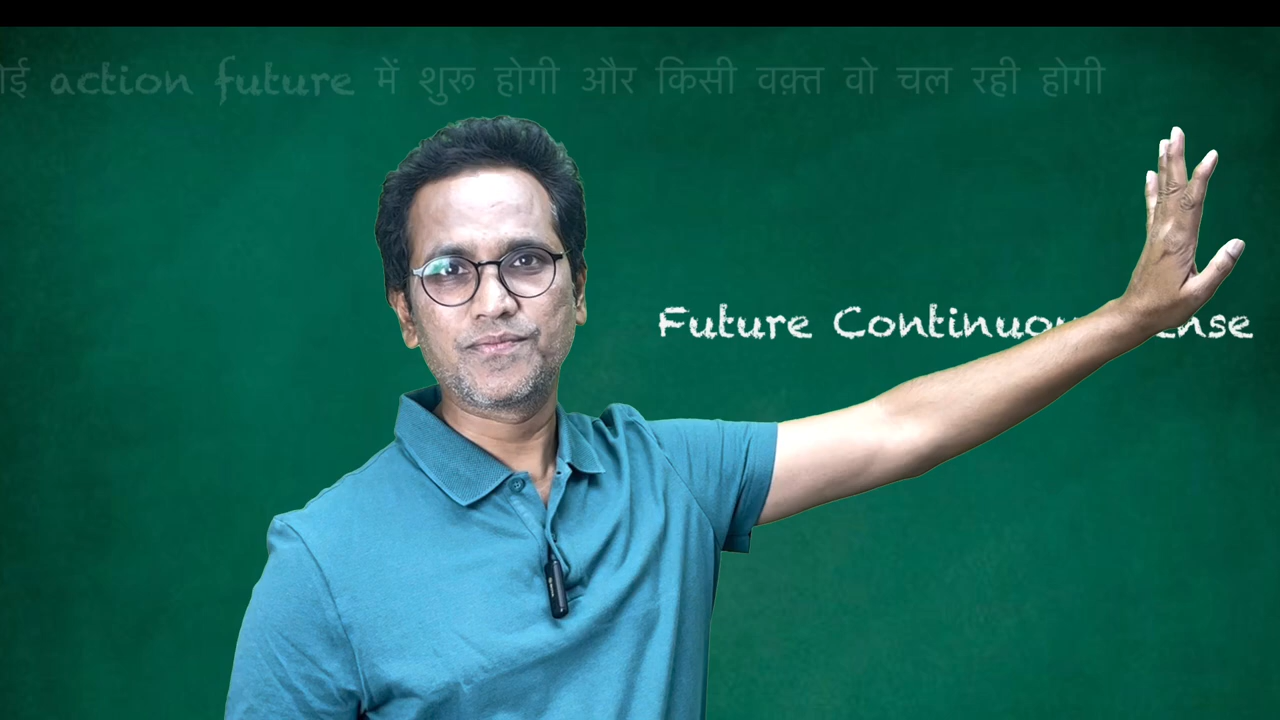 action future में शुरू होगी और किसी वक़्त वो चल रही होगी
Future